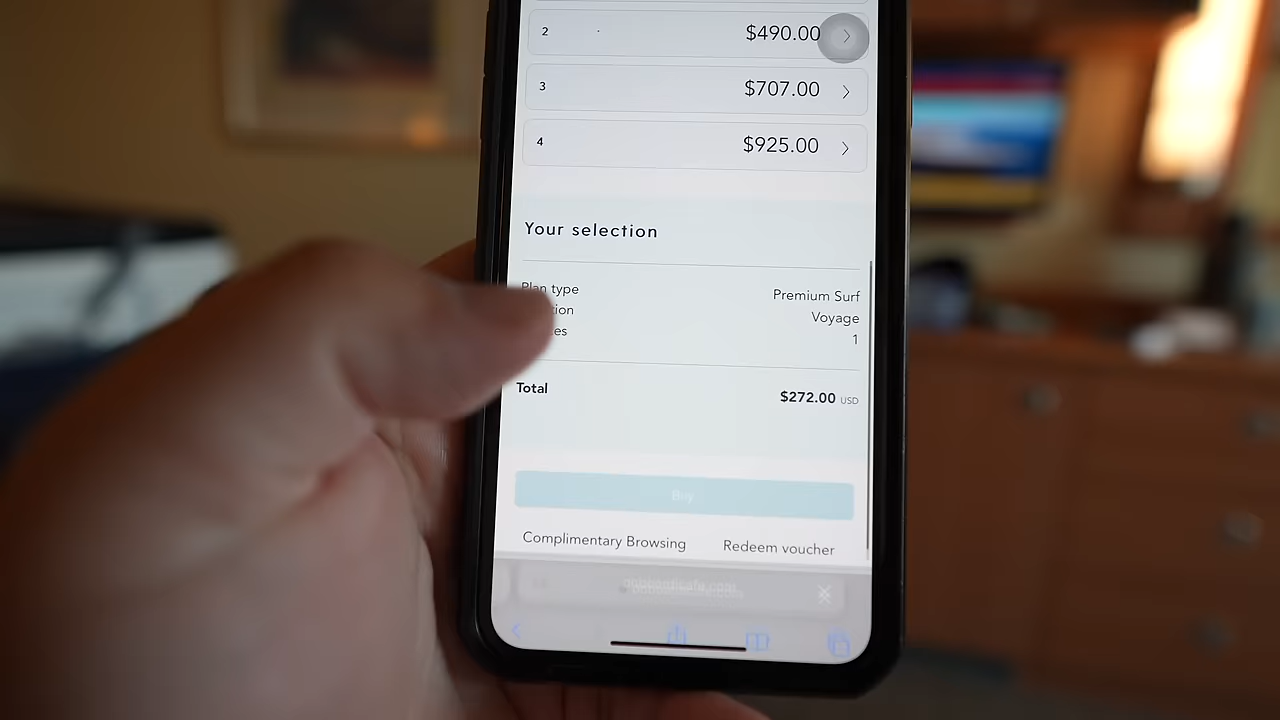 2 $490.00
3 $707.00
4 $925.00
Your selection
Plan type Premium Surf
Voyage
1
Total $272.00 USD
Buy
Complimentary Browsing Redeem voucher